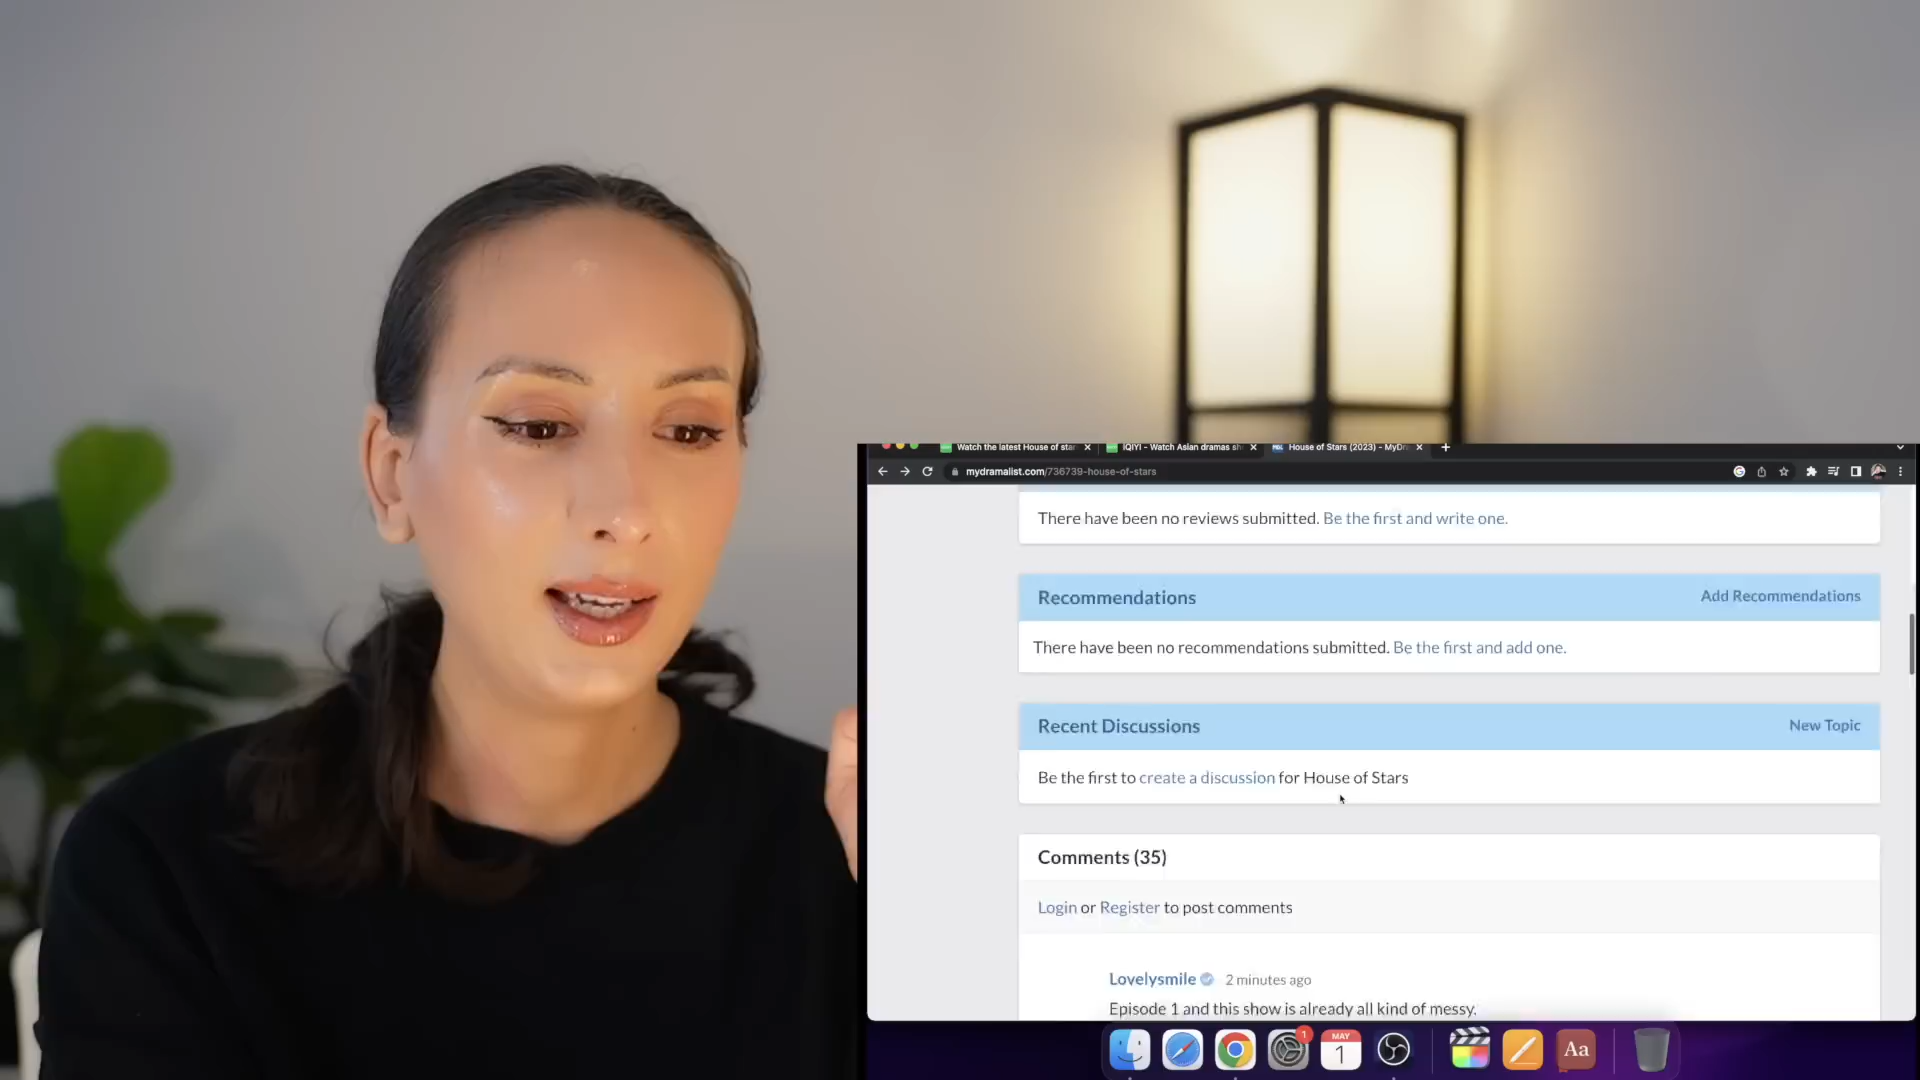 Watch the latest House of star
iQIYI - Watch Asian dramas sh
House of Stars (2023) - MyDr
mydramalist.com/736739-house-of-stars
There have been no reviews submitted. Be the first and write one.
Recommendations
Add Recommendations
There have been no recommendations submitted. Be the first and add one.
Recent Discussions
New Topic
Be the first to create a discussion for House of Stars
Comments (35)
Login or Register to post comments
Lovelysmile 2 minutes ago
Episode 1 and this show is already all kind of messy.
1
MAY
1
Aa